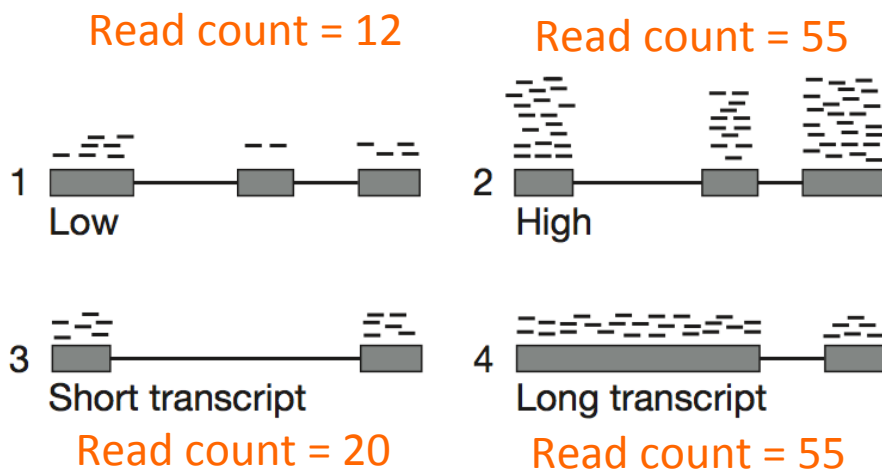 Read count = 12
Read count = 55
1
Low
2
High
3
Short transcript
4
Long transcript
Read count = 20
Read count = 55